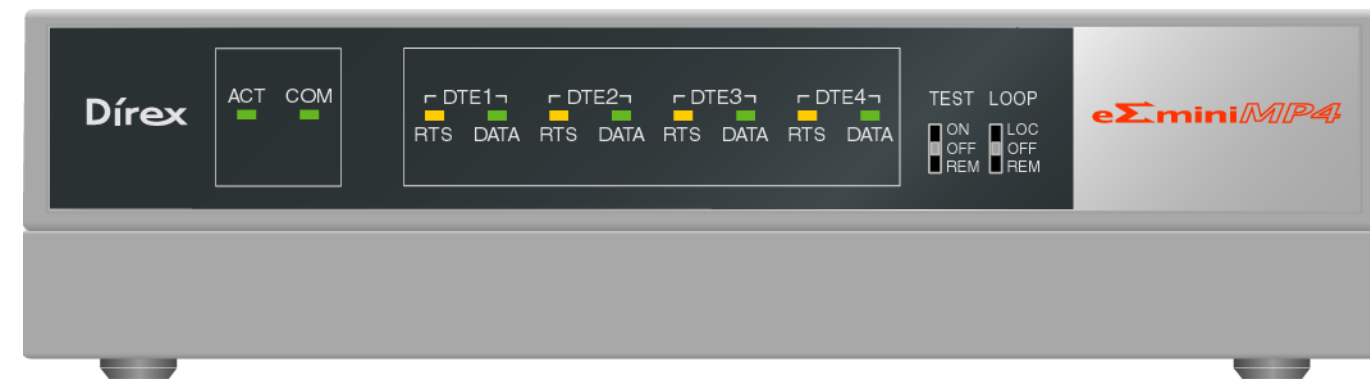 Dírex
ACT COM
DTE1 DTE2 DTE3 DTE4
RTS DATA RTS DATA RTS DATA RTS DATA
TEST LOOP
ON LOC
OFF OFF
REM REM
eΣminiMP4